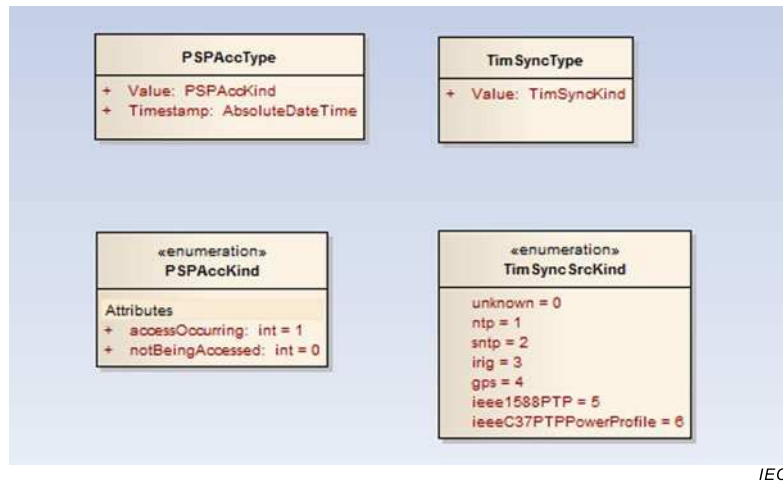 PSPAccType
+ Value: PSPAccKind
+ Timestamp: AbsoluteDateTime
TimSyncType
+ Value: TimSyncKind
«enumeration»
PSPAccKind
Attributes
+ accessOccurring: int = 1
+ notBeingAccessed: int = 0
«enumeration»
TimSyncSrcKind
unknown = 0
ntp = 1
sntp = 2
irig = 3
gps = 4
ieee1588PTP = 5
ieeeC37PTPPowerProfile = 6
IEC